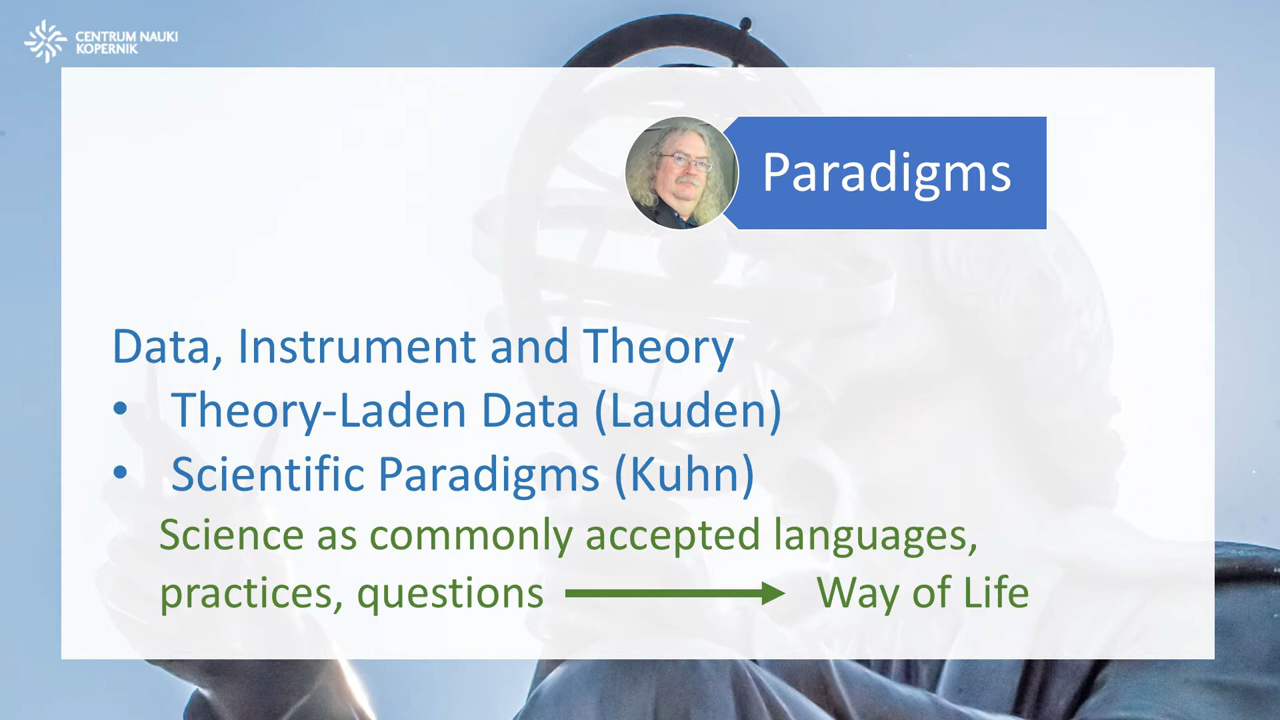 CENTRUM NAUKI
KOPERNIK
Paradigms
Data, Instrument and Theory
• Theory-Laden Data (Lauden)
• Scientific Paradigms (Kuhn)
Science as commonly accepted languages,
practices, questions → Way of Life